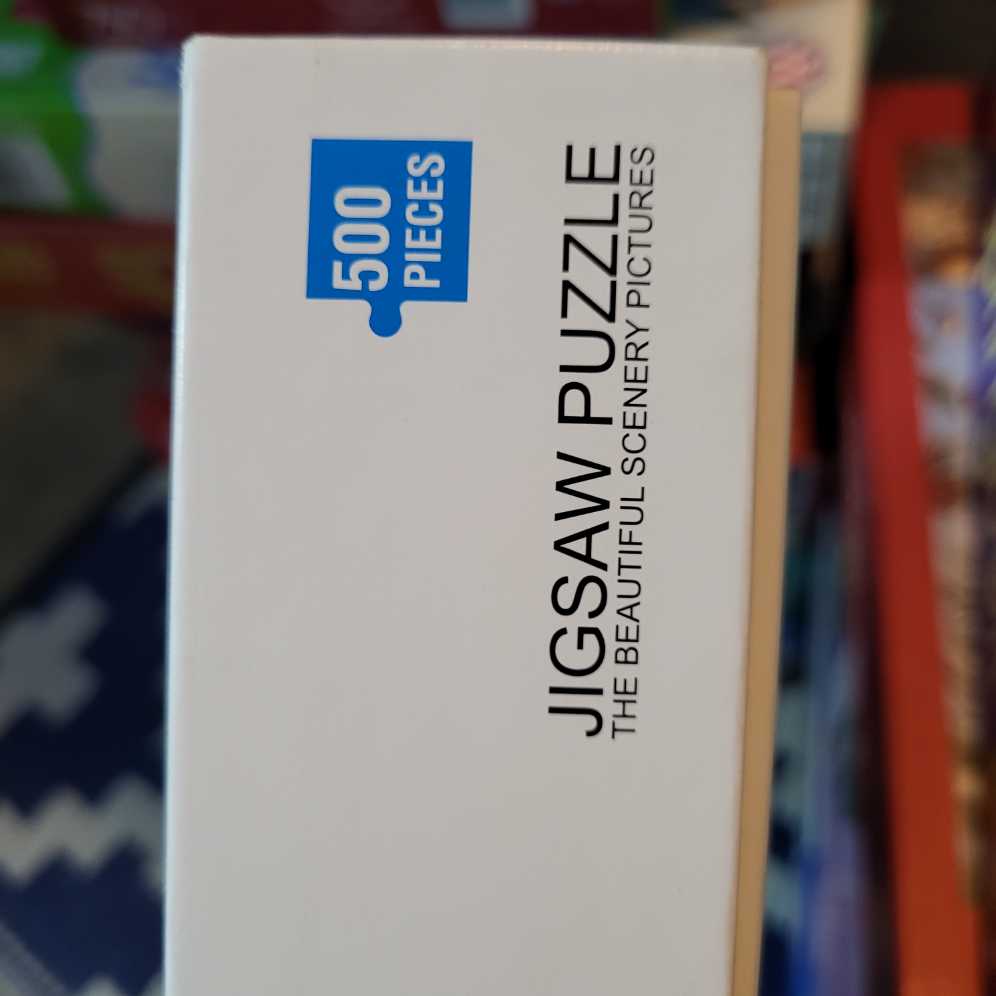 500
PIECES
JIGSAW PUZZLE
THE BEAUTIFUL SCENERY PICTURES